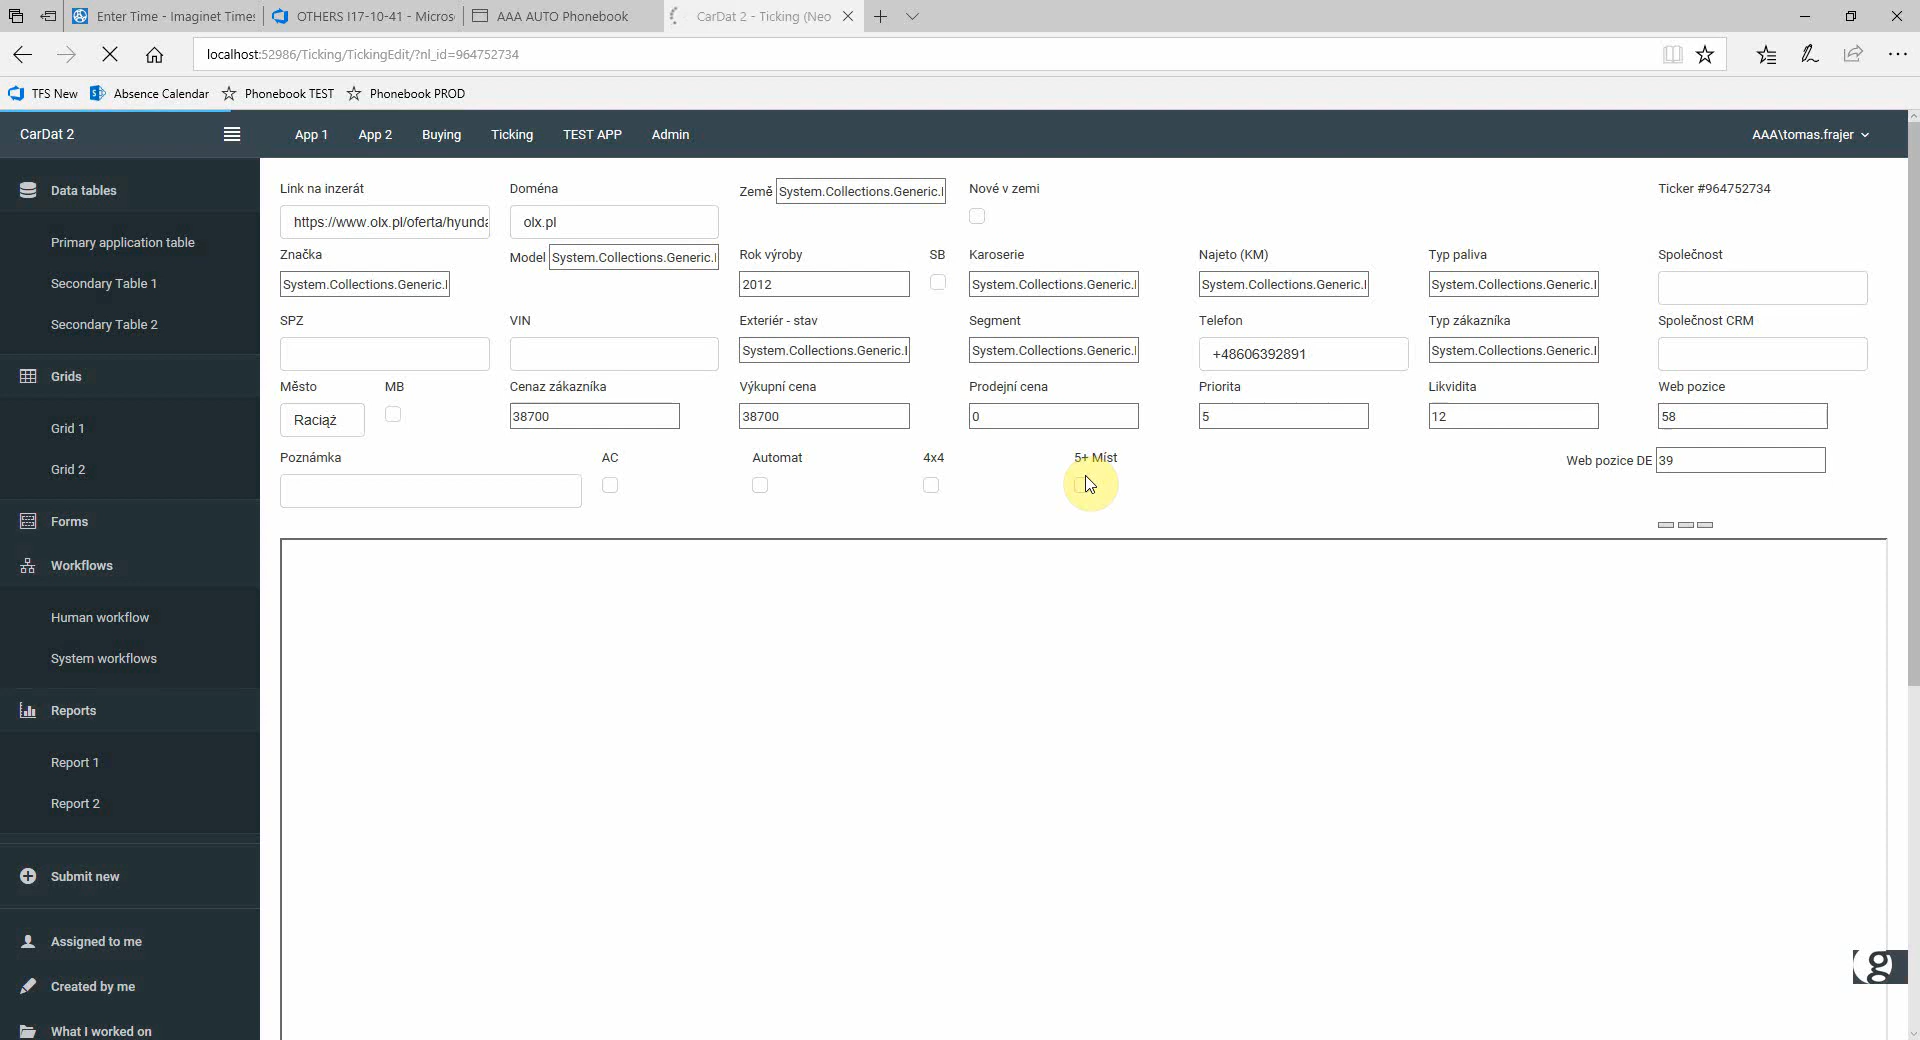 Enter Time - Imaginet Time
OTHERS I17-10-41 - Micros
AAA AUTO Phonebook
CarDat 2 - Ticking (Neo
localhost:52986/Ticking/TickingEdit/?nl_id=964752734
TFS New
Absence Calendar
Phonebook TEST
Phonebook PROD
CarDat 2
App 1
App 2
Buying
Ticking
TEST APP
Admin
AAA\tomas.frajer
Data tables
Primary application table
Secondary Table 1
Secondary Table 2
Grids
Grid 1
Grid 2
Forms
Workflows
Human workflow
System workflows
Reports
Report 1
Report 2
Submit new
Assigned to me
Created by me
What I worked on
Link na inzerát
Doména
Země System.Collections.Generic.
Nové v zemi
Ticker #964752734
https://www.olx.pl/oferta/hyunda
olx.pl
Značka
Model System.Collections.Generic.
Rok výroby
SB
Karoserie
Najeto (KM)
Typ paliva
Společnost
System.Collections.Generic.
2012
System.Collections.Generic.
System.Collections.Generic.
System.Collections.Generic.
SPZ
VIN
Exteriér - stav
Segment
Telefon
Typ zákazníka
Společnost CRM
System.Collections.Generic.
System.Collections.Generic.
+48606392891
System.Collections.Generic.
Město
MB
Cenaz zákazníka
Výkupní cena
Prodejní cena
Priorita
Likvidita
Web pozice
Raciąż
38700
38700
0
5
12
58
Poznámka
AC
Automat
4x4
5+ Míst
Web pozice DE 39
g